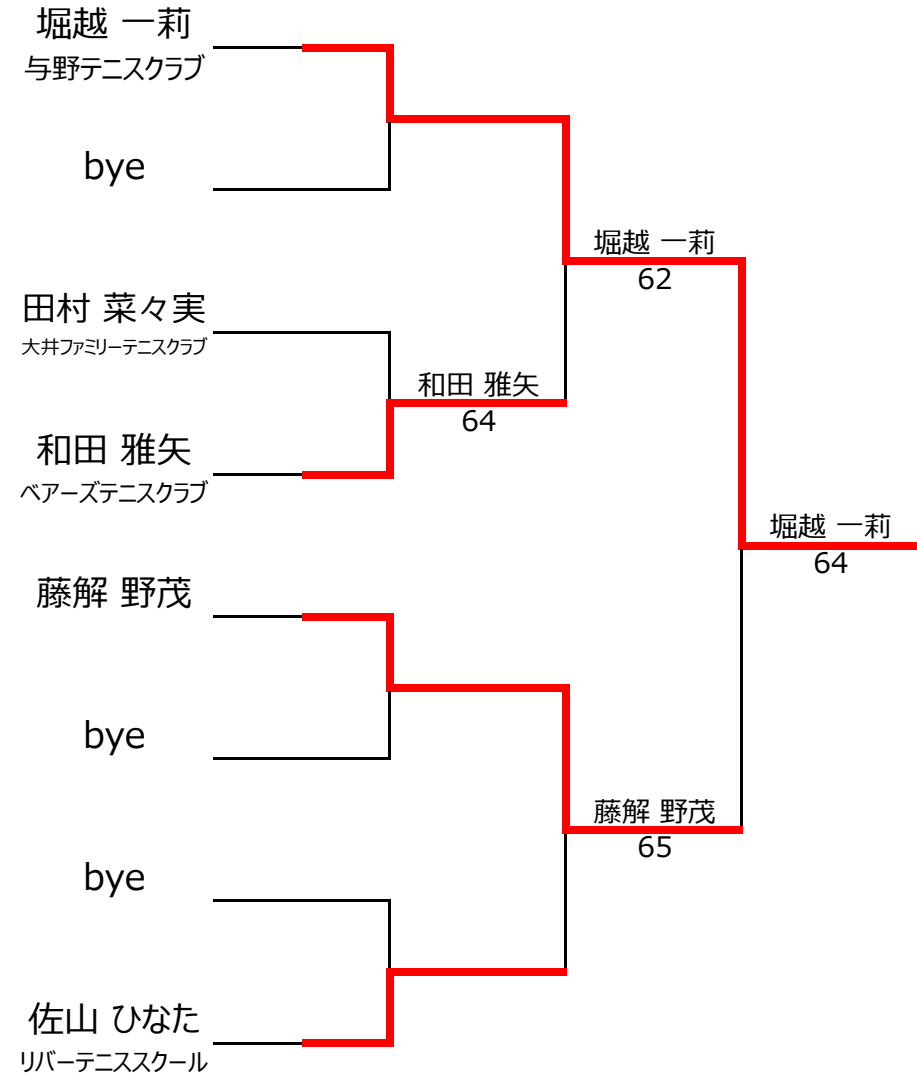 堀越 一莉
与野テニスクラブ
bye
田村 菜々実
大井ファミリーテニスクラブ
和田 雅矢
ベアーズテニスクラブ
藤解 野茂
bye
bye
佐山 ひなた
リバーテニススクール
和田 雅矢
64
堀越 一莉
62
藤解 野茂
65
堀越 一莉
64